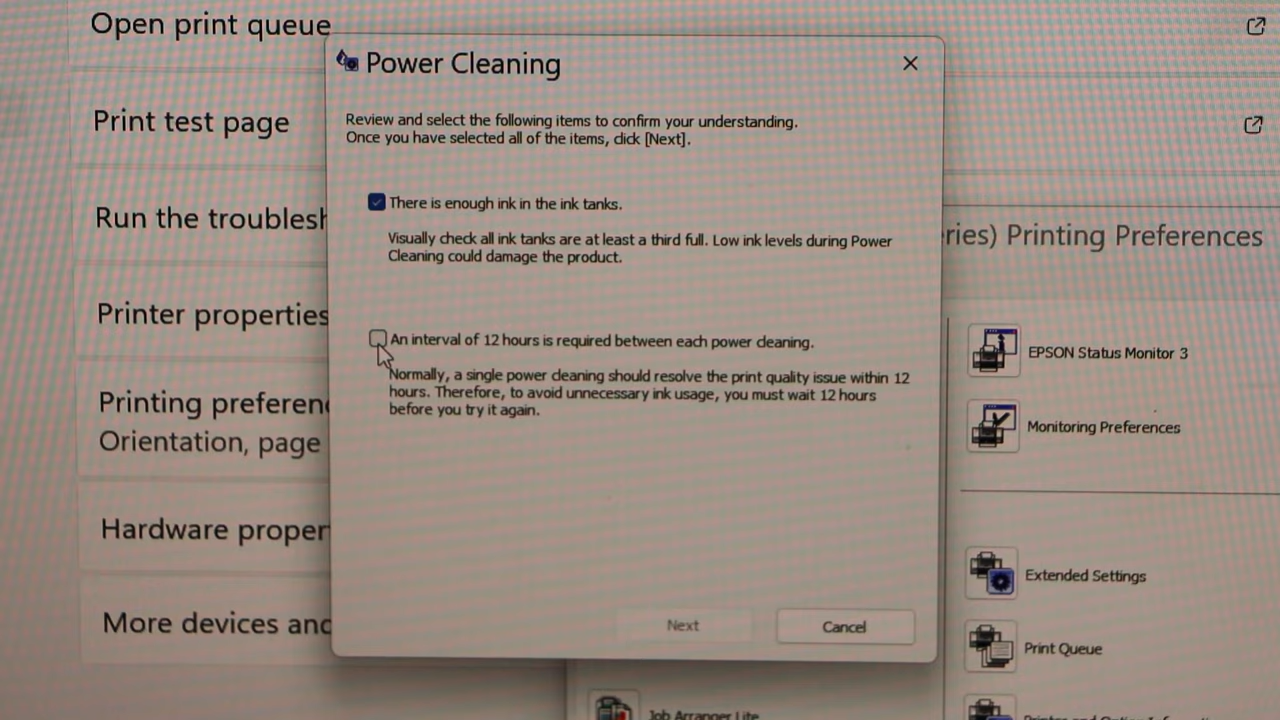 Open print queue
Print test page
Run the troublesh
Printer properties
Printing preferen
Orientation, page
Hardware proper
More devices and
Power Cleaning
Review and select the following items to confirm your understanding.
Once you have selected all of the items, click [Next].
There is enough ink in the ink tanks.
Visually check all ink tanks are at least a third full. Low ink levels during Power
Cleaning could damage the product.
An interval of 12 hours is required between each power cleaning.
Normally, a single power cleaning should resolve the print quality issue within 12
hours. Therefore, to avoid unnecessary ink usage, you must wait 12 hours
before you try it again.
Next
Cancel
ries) Printing Preferences
EPSON Status Monitor 3
Monitoring Preferences
Extended Settings
Print Queue
Job Arranger Lite